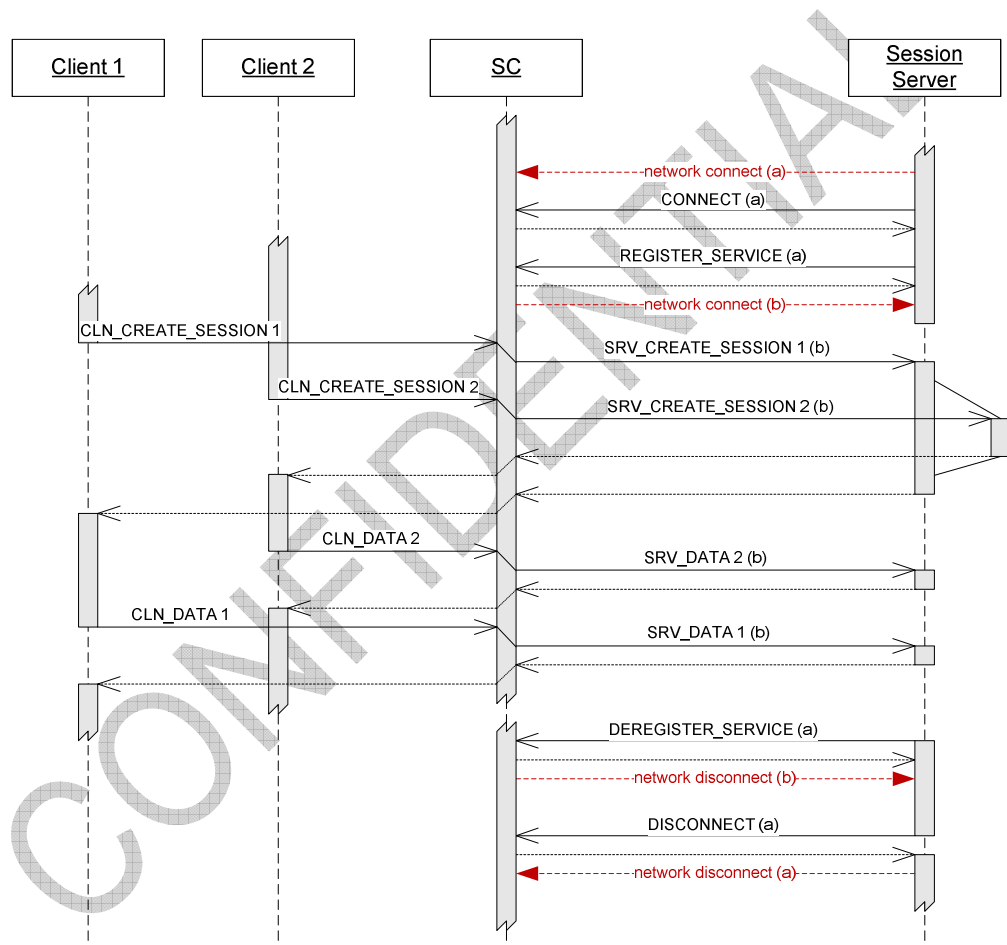 Client 1
Client 2
SC
Session
Server
network connect (a)
CONNECT (a)
REGISTER_SERVICE (a)
network connect (b)
CLN_CREATE_SESSION 1
SRV_CREATE_SESSION 1 (b)
CLN_CREATE_SESSION 2
SRV_CREATE_SESSION 2 (b)
CLN_DATA 2
SRV_DATA 2 (b)
CLN_DATA 1
SRV_DATA 1 (b)
DEREGISTER_SERVICE (a)
network disconnect (b)
DISCONNECT (a)
network disconnect (a)
CONFIDENTIAL